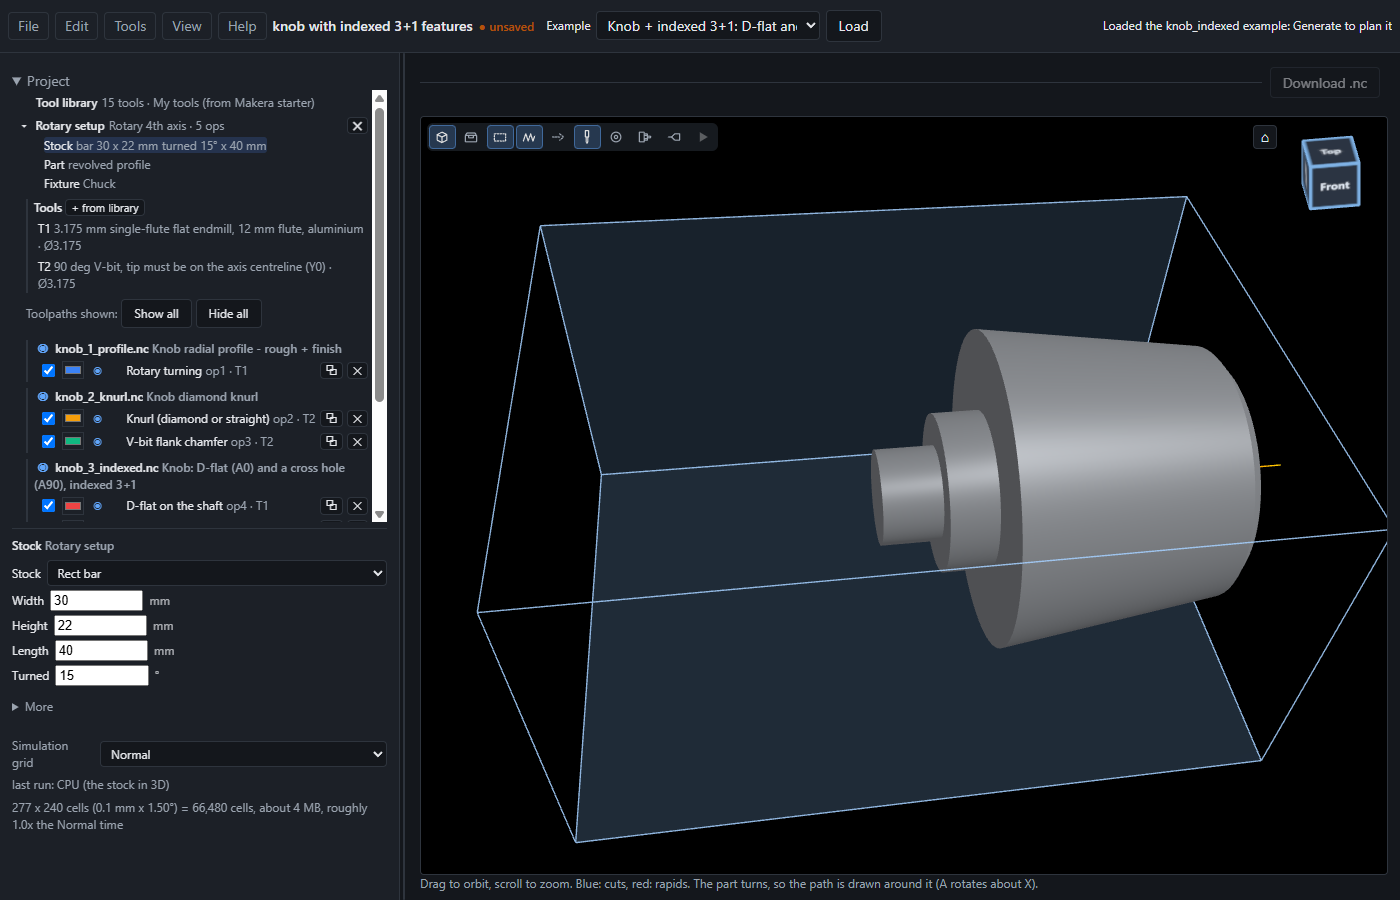 File Edit Tools View Help knob with indexed 3+1 features • unsaved Example Knob + indexed 3+1: D-flat an Load Loaded the knob_indexed example: Generate to plan it
Download .nc
Project
Tool library 15 tools · My tools (from Makera starter)
Rotary setup Rotary 4th axis · 5 ops
Stock bar 30 x 22 mm turned 15° x 40 mm
Part revolved profile
Fixture Chuck
Tools + from library
T1 3.175 mm single-flute flat endmill, 12 mm flute, aluminium
· Ø3.175
T2 90 deg V-bit, tip must be on the axis centreline (Y0) ·
Ø3.175
Toolpaths shown: Show all Hide all
knob_1_profile.nc Knob radial profile - rough + finish
Rotary turning op1 · T1
knob_2_knurl.nc Knob diamond knurl
Knurl (diamond or straight) op2 · T2
V-bit flank chamfer op3 · T2
knob_3_indexed.nc Knob: D-flat (A0) and a cross hole
(A90), indexed 3+1
D-flat on the shaft op4 · T1
Stock Rotary setup
Stock Rect bar
Width 30 mm
Height 22 mm
Length 40 mm
Turned 15 °
More
Simulation
grid Normal
last run: CPU (the stock in 3D)
277 x 240 cells (0.1 mm x 1.50°) = 66,480 cells, about 4 MB, roughly
1.0x the Normal time
Top
Front
Drag to orbit, scroll to zoom. Blue: cuts, red: rapids. The part turns, so the path is drawn around it (A rotates about X).